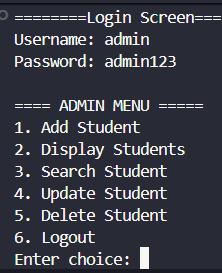 ========Login Screen===
Username: admin
Password: admin123
==== ADMIN MENU =====
1. Add Student
2. Display Students
3. Search Student
4. Update Student
5. Delete Student
6. Logout
Enter choice: